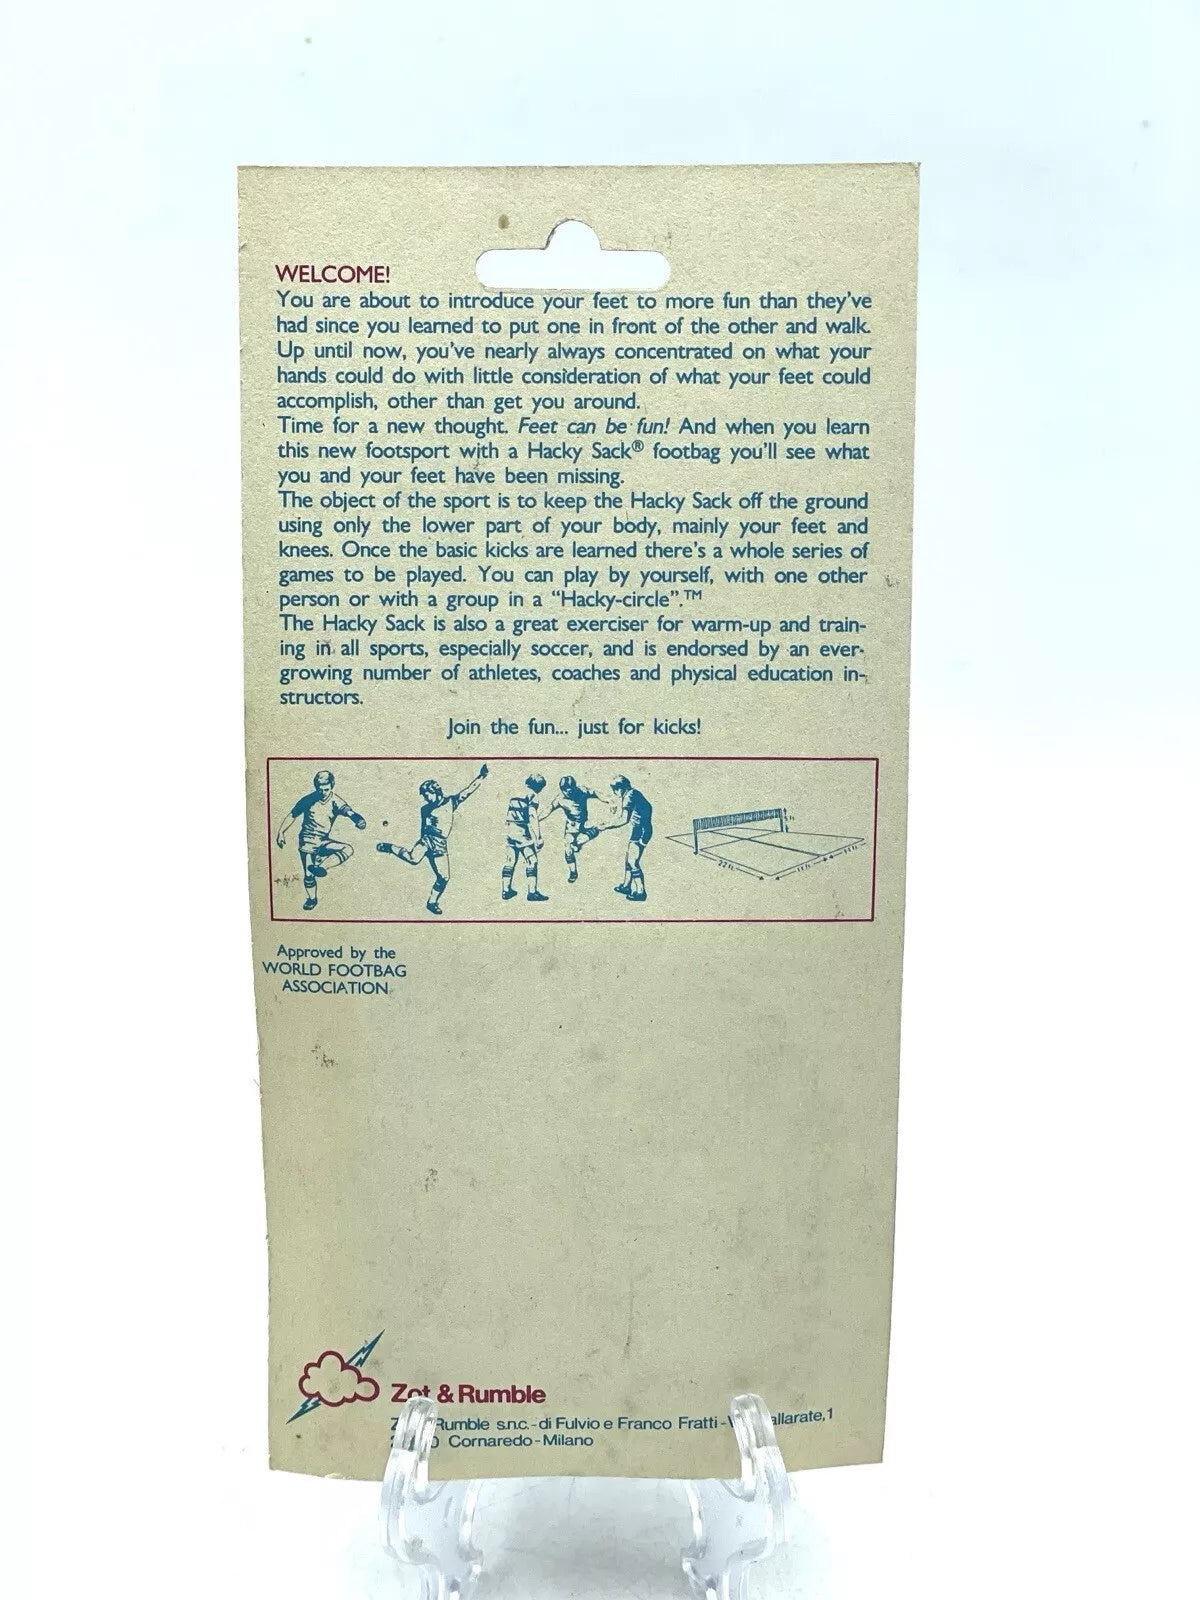 WELCOME!
You are about to introduce your feet to more fun than they've
had since you learned to put one in front of the other and walk.
Up until now, you've nearly always concentrated on what your
hands could do with little consideration of what your feet could
accomplish, other than get you around.
Time for a new thought. Feet can be fun! And when you learn
this new footsport with a Hacky Sack® footbag you'll see what
you and your feet have been missing.
The object of the sport is to keep the Hacky Sack off the ground
using only the lower part of your body, mainly your feet and
knees. Once the basic kicks are learned there's a whole series of
games to be played. You can play by yourself, with one other
person or with a group in a "Hacky-circle".™
The Hacky Sack is also a great exerciser for warm-up and train-
ing in all sports, especially soccer, and is endorsed by an ever-
growing number of athletes, coaches and physical education in-
structors.
Join the fun... just for kicks!
22 ft.
Approved by the
WORLD FOOTBAG
ASSOCIATION
Zot & Rumble
Rumble s.n.c.-di Fulvio e Franco Fratti-
Cornaredo-Milano